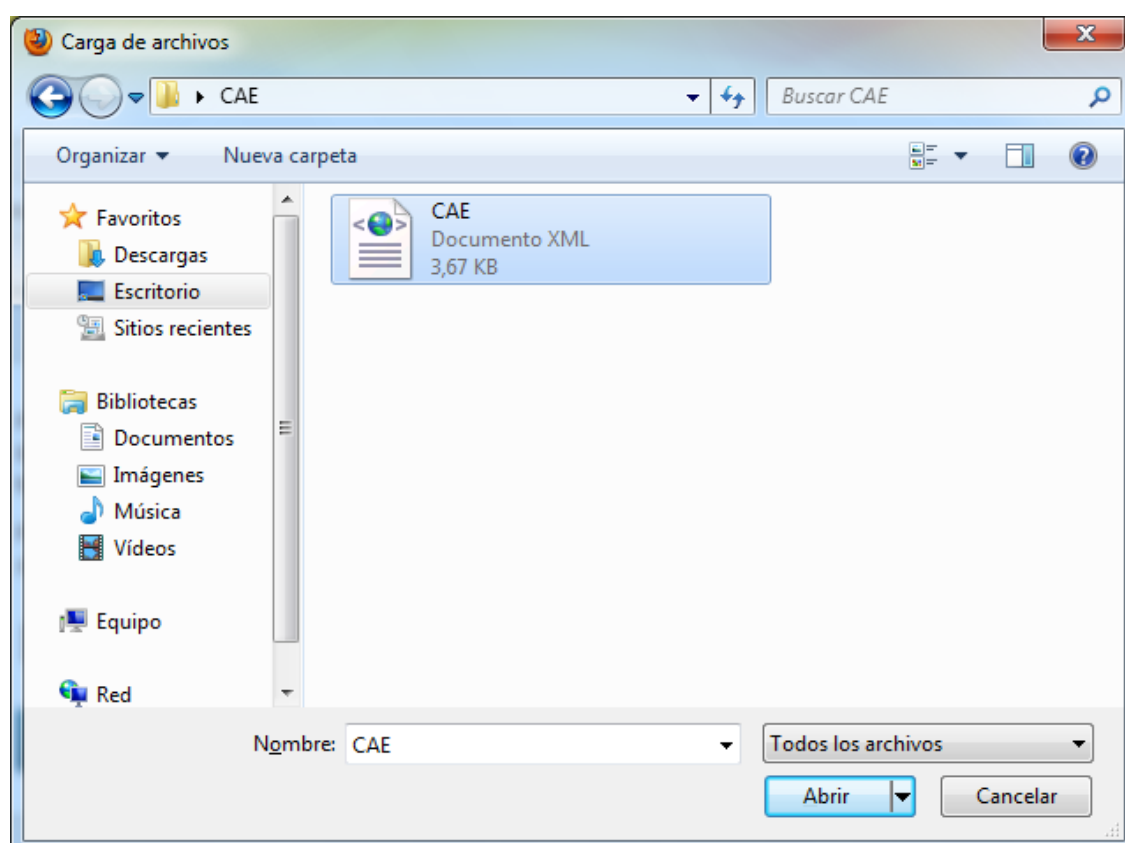 Carga de archivos
CAE
Buscar CAE
Organizar
Nueva carpeta
Favoritos
Descargas
Escritorio
Sitios recientes
Bibliotecas
Documentos
Imágenes
Música
Vídeos
Equipo
Red
CAE
Documento XML
3,67 KB
Nombre: CAE
Todos los archivos
Abrir
Cancelar